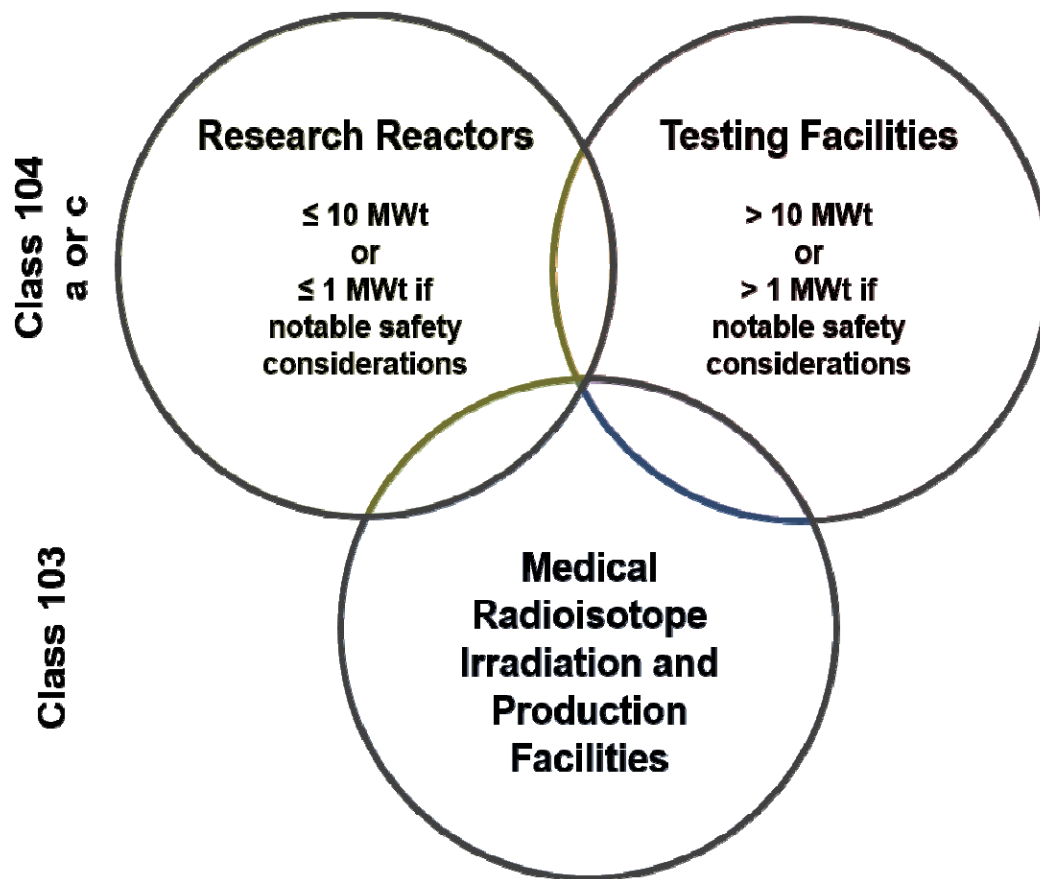 Class 104
a or c
Research Reactors
≤ 10 MWt
or
≤ 1 MWt if
notable safety
considerations
Testing Facilities
> 10 MWt
or
> 1 MWt if
notable safety
considerations
Class 103
Medical
Radioisotope
Irradiation and
Production
Facilities